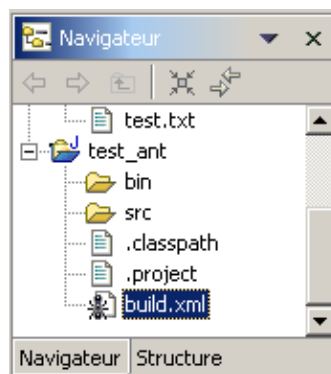 Navigateur
test.txt
test_ant
bin
src
.classpath
.project
build.xml
Navigateur Structure